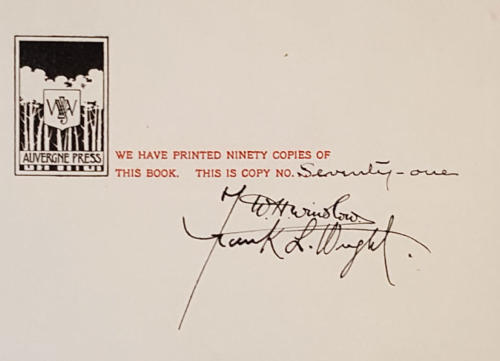 AUVERGNE PRESS
WE HAVE PRINTED NINETY COPIES OF
THIS BOOK. THIS IS COPY NO. Seventy-one
W.H. Winslow.
Frank L. Wright.